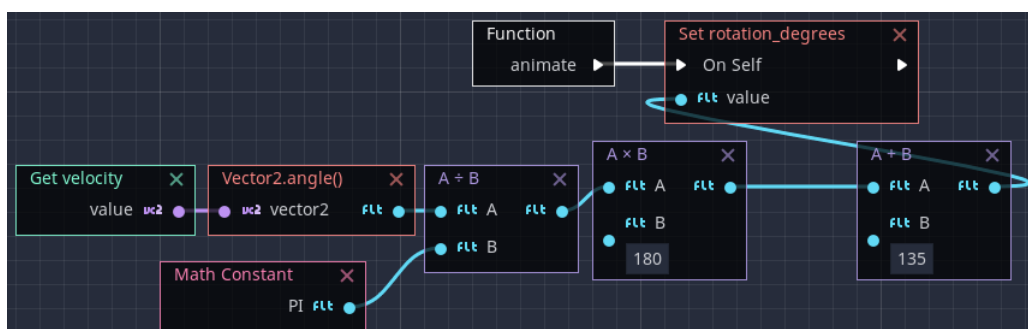 Function
animate
Set rotation_degrees
On Self
flt value
Get velocity
value vc2
Vector2.angle()
vc2 vector2 flt
A ÷ B
flt A flt
flt B
A × B
flt A flt
flt B
180
A + B
flt A flt
flt B
135
Math Constant
PI flt